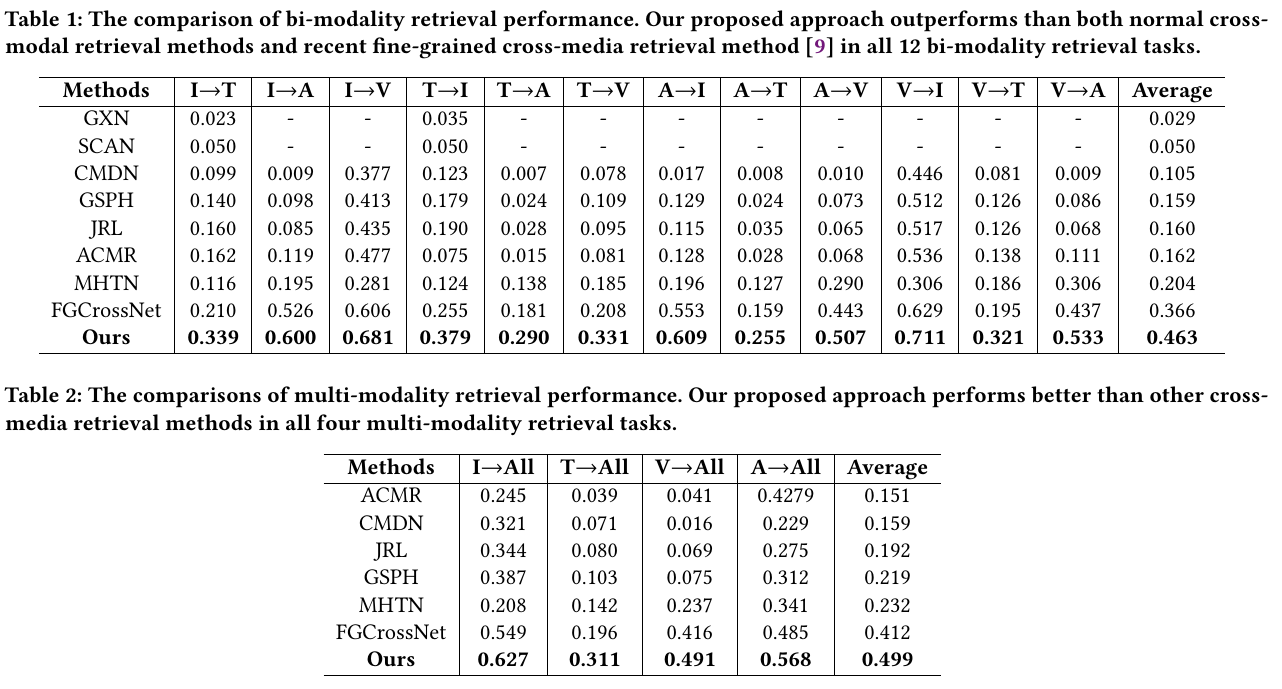 Table 1: The comparison of bi-modality retrieval performance. Our proposed approach outperforms than both normal cross-
modal retrieval methods and recent fine-grained cross-media retrieval method [9] in all 12 bi-modality retrieval tasks.
Methods I→T I→A I→V T→I T→A T→V A→I A→T A→V V→I V→T V→A Average
GXN 0.023 - - 0.035 - - - - - - - - 0.029
SCAN 0.050 - - 0.050 - - - - - - - - 0.050
CMDN 0.099 0.009 0.377 0.123 0.007 0.078 0.017 0.008 0.010 0.446 0.081 0.009 0.105
GSPH 0.140 0.098 0.413 0.179 0.024 0.109 0.129 0.024 0.073 0.512 0.126 0.086 0.159
JRL 0.160 0.085 0.435 0.190 0.028 0.095 0.115 0.035 0.065 0.517 0.126 0.068 0.160
ACMR 0.162 0.119 0.477 0.075 0.015 0.081 0.128 0.028 0.068 0.536 0.138 0.111 0.162
MHTN 0.116 0.195 0.281 0.124 0.138 0.185 0.196 0.127 0.290 0.306 0.186 0.306 0.204
FGCrossNet 0.210 0.526 0.606 0.255 0.181 0.208 0.553 0.159 0.443 0.629 0.195 0.437 0.366
Ours 0.339 0.600 0.681 0.379 0.290 0.331 0.609 0.255 0.507 0.711 0.321 0.533 0.463
Table 2: The comparisons of multi-modality retrieval performance. Our proposed approach performs better than other cross-
media retrieval methods in all four multi-modality retrieval tasks.
Methods I→All T→All V→All A→All Average
ACMR 0.245 0.039 0.041 0.4279 0.151
CMDN 0.321 0.071 0.016 0.229 0.159
JRL 0.344 0.080 0.069 0.275 0.192
GSPH 0.387 0.103 0.075 0.312 0.219
MHTN 0.208 0.142 0.237 0.341 0.232
FGCrossNet 0.549 0.196 0.416 0.485 0.412
Ours 0.627 0.311 0.491 0.568 0.499